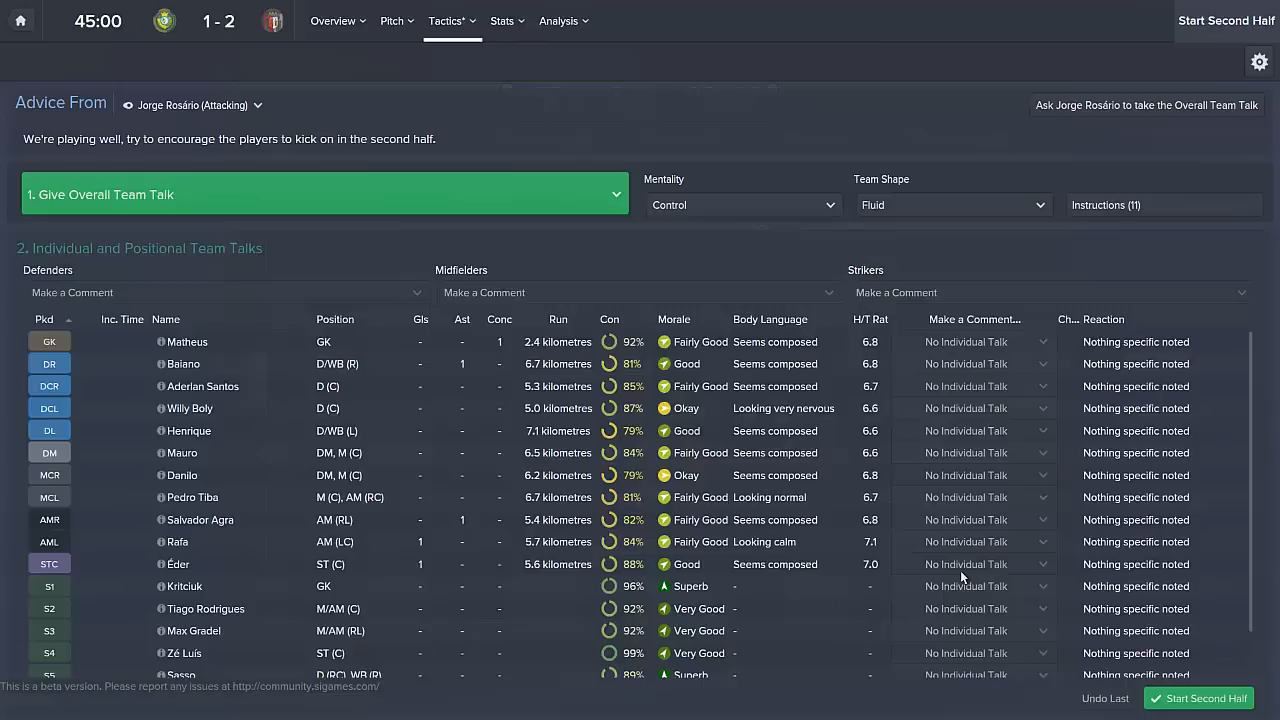 45:00 1 - 2 Overview Pitch Tactics* Stats Analysis Start Second Half
Advice From Jorge Rosário (Attacking) Ask Jorge Rosário to take the Overall Team Talk
We're playing well, try to encourage the players to kick on in the second half.
Mentality Team Shape
1. Give Overall Team Talk Control Fluid Instructions (11)
2. Individual and Positional Team Talks
Defenders Midfielders Strikers
Make a Comment Make a Comment Make a Comment
Pkd Inc. Time Name Position Gls Ast Conc Run Con Morale Body Language H/T Rat Make a Comment... Ch... Reaction
GK Matheus GK - - 1 2.4 kilometres 92% Fairly Good Seems composed 6.8 No Individual Talk Nothing specific noted
DR Baiano D/WB (R) - 1 - 6.7 kilometres 81% Good Seems composed 6.8 No Individual Talk Nothing specific noted
DCR Aderlan Santos D (C) - - - 5.3 kilometres 85% Fairly Good Seems composed 6.7 No Individual Talk Nothing specific noted
DCL Willy Boly D (C) - - - 5.0 kilometres 87% Okay Looking very nervous 6.6 No Individual Talk Nothing specific noted
DL Henrique D/WB (L) - - - 7.1 kilometres 79% Good Seems composed 6.6 No Individual Talk Nothing specific noted
DM Mauro DM, M (C) - - - 6.5 kilometres 84% Fairly Good Seems composed 6.6 No Individual Talk Nothing specific noted
MCR Danilo DM, M (C) - - - 6.2 kilometres 79% Okay Seems composed 6.8 No Individual Talk Nothing specific noted
MCL Pedro Tiba M (C), AM (RC) - - - 6.7 kilometres 81% Fairly Good Looking normal 6.7 No Individual Talk Nothing specific noted
AMR Salvador Agra AM (RL) - 1 - 5.4 kilometres 82% Fairly Good Seems composed 6.8 No Individual Talk Nothing specific noted
AML Rafa AM (LC) 1 - - 5.7 kilometres 84% Fairly Good Looking calm 7.1 No Individual Talk Nothing specific noted
STC Éder ST (C) 1 - - 5.6 kilometres 88% Good Seems composed 7.0 No Individual Talk Nothing specific noted
S1 Kritciuk GK - - - 96% Superb - - No Individual Talk Nothing specific noted
S2 Tiago Rodrigues M/AM (C) - - - 92% Very Good - - No Individual Talk Nothing specific noted
S3 Max Gradel M/AM (RL) - - - 92% Very Good - - No Individual Talk Nothing specific noted
S4 Zé Luís ST (C) - - - 99% Very Good - - No Individual Talk Nothing specific noted
S5 Sasso D (RC), WB (R) - - - 89% Superb - - No Individual Talk Nothing specific noted
This is a beta version. Please report any issues at http://community.sigames.com/
Undo Last Start Second Half